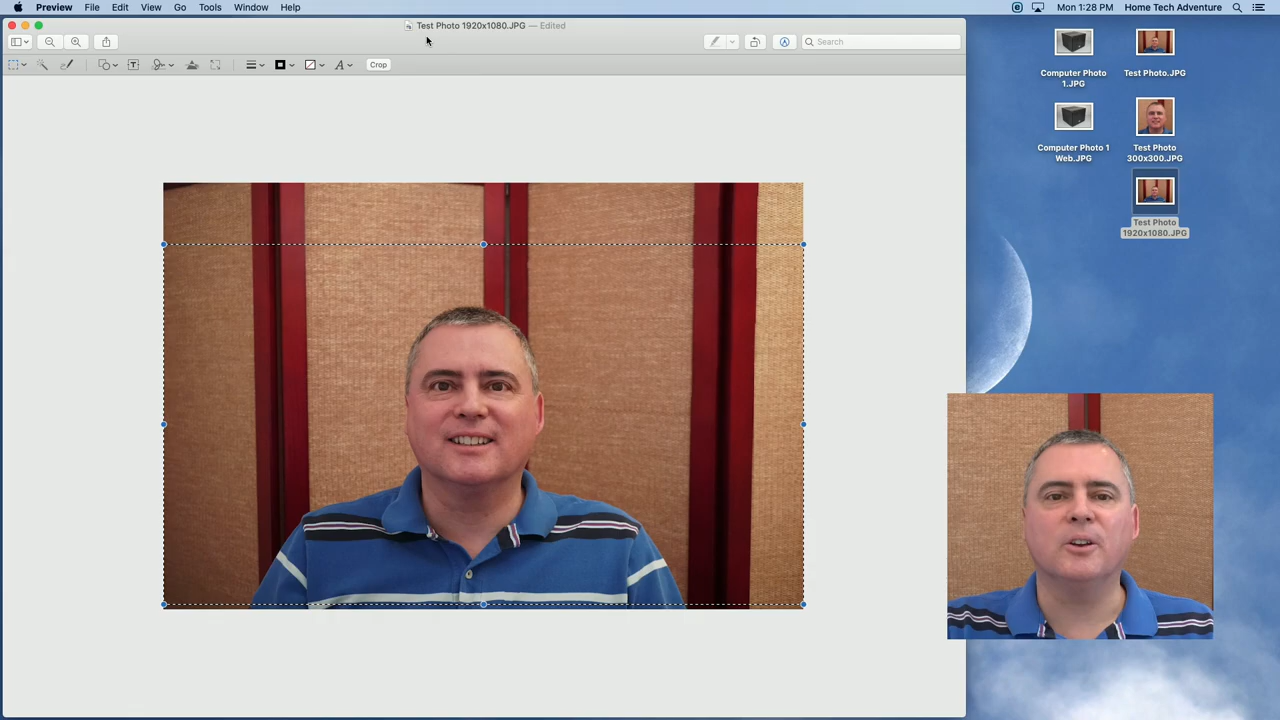 Preview File Edit View Go Tools Window Help
Mon 1:28 PM Home Tech Adventure
Test Photo 1920x1080.JPG — Edited
Search
A
Crop
Computer Photo
1.JPG
Test Photo.JPG
Computer Photo 1
Web.JPG
Test Photo
300x300.JPG
Test Photo
1920x1080.JPG